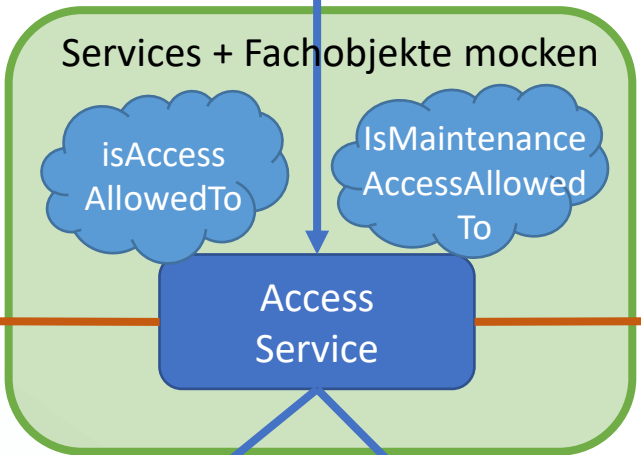 Services + Fachobjekte mocken
isAccess
AllowedTo
IsMaintenance
AccessAllowed
To
Access
Service